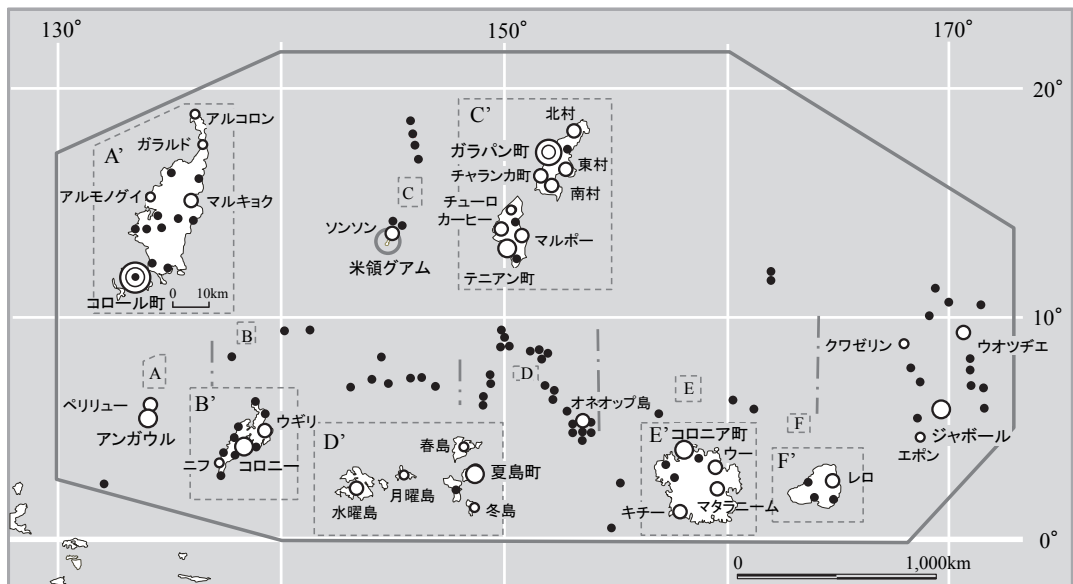 130°
150°
170°
20°
10°
0°
A'
アルコロン
ガラルド
アルモノグイ
マルキョク
コロール町
0 10km
C'
北村
ガラパン町
東村
チャランカ町
南村
チューロ
カーヒー
マルポー
テニアン町
C
ソンソン
米領グアム
B
A
ペリリュー
アンガウル
B'
ウギリ
ニフ
コロニー
D
オネオップ島
D'
春島
夏島町
水曜島
月曜島
冬島
E
E'
コロニア町
ウー
キチー
マタラニーム
F
F'
レロ
クワゼリン
ウオツヂエ
ジャボール
エボン
0 1,000km